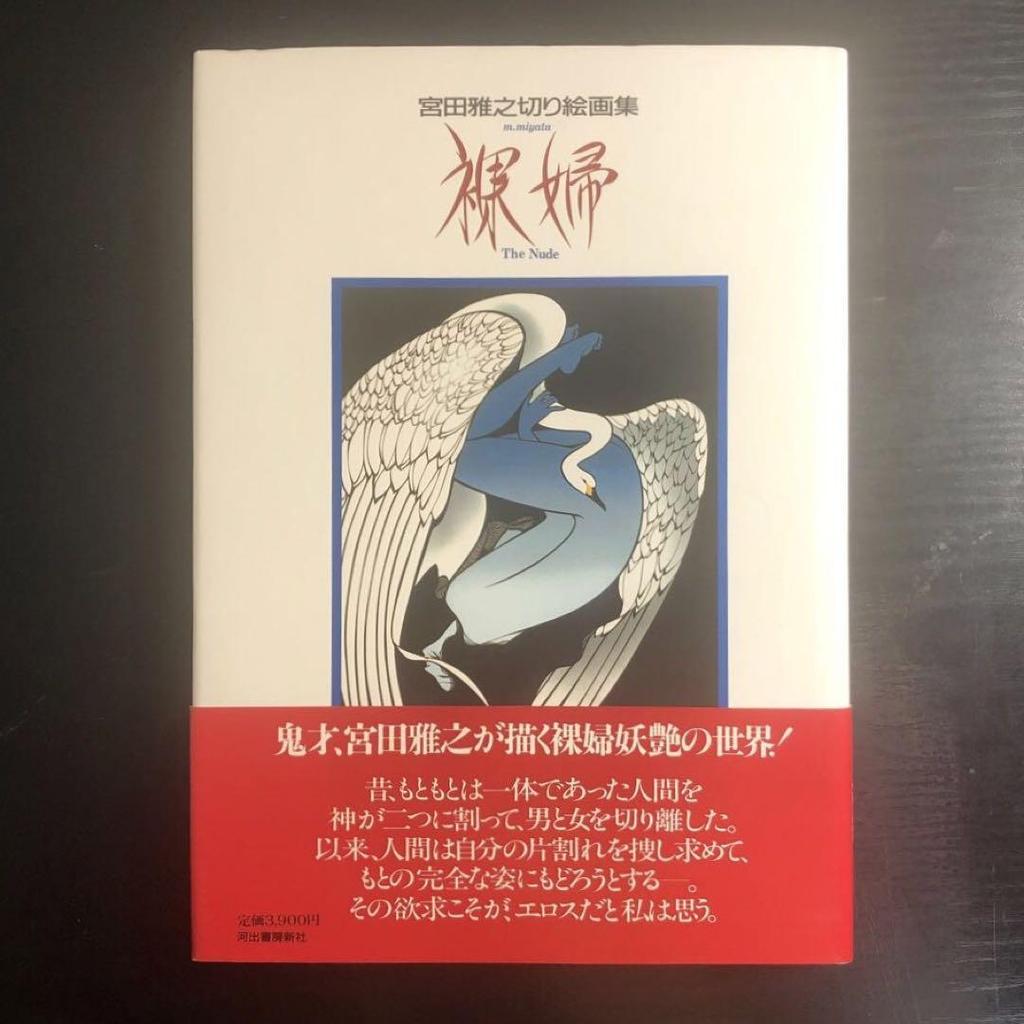 宮田雅之切り絵画集
m.miyata
裸婦
The Nude
鬼才、宮田雅之が描く裸婦妖艶の世界!
昔、もともとは一体であった人間を
神が二つに割って、男と女を切り離した。
以来、人間は自分の片割れを捜し求めて、
もとの完全な姿にもどろうとする―。
その欲求こそが、エロスだと私は思う。
定価3,900円
河出書房新社